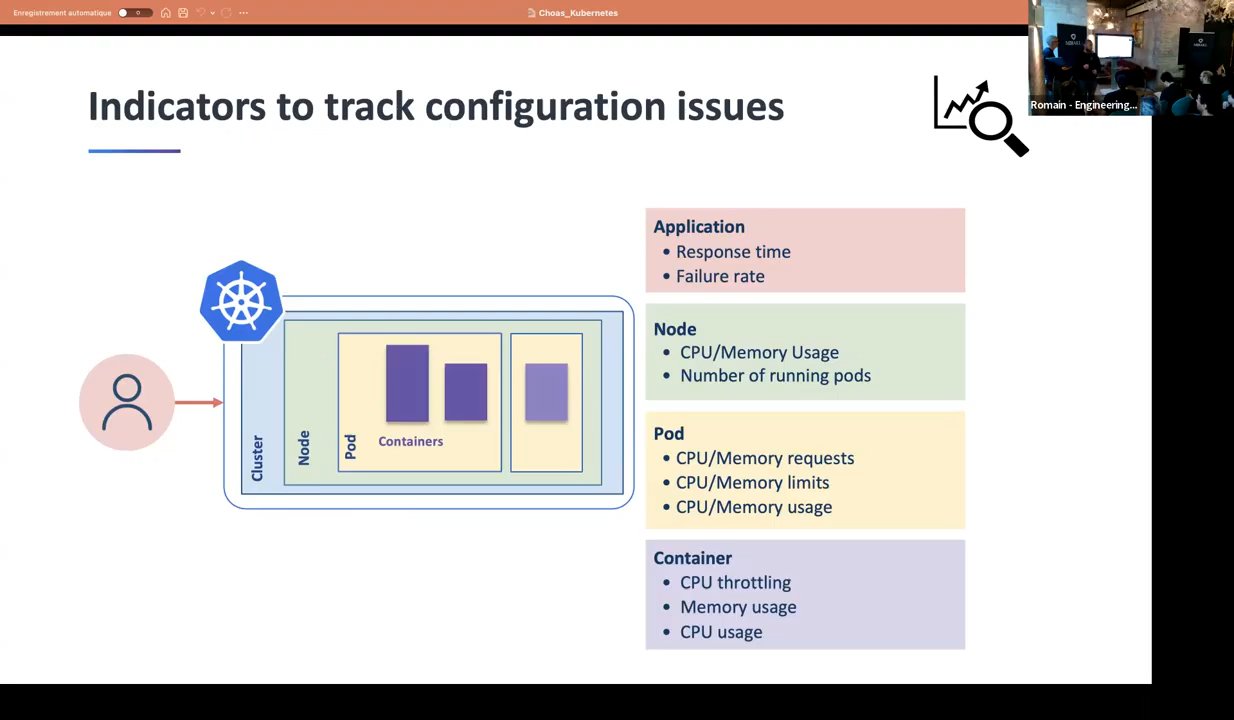 Enregistrement automatique
Choas_Kubernetes
Romain - Engineering...
Indicators to track configuration issues
Cluster
Node
Pod
Containers
Application
• Response time
• Failure rate
Node
• CPU/Memory Usage
• Number of running pods
Pod
• CPU/Memory requests
• CPU/Memory limits
• CPU/Memory usage
Container
• CPU throttling
• Memory usage
• CPU usage